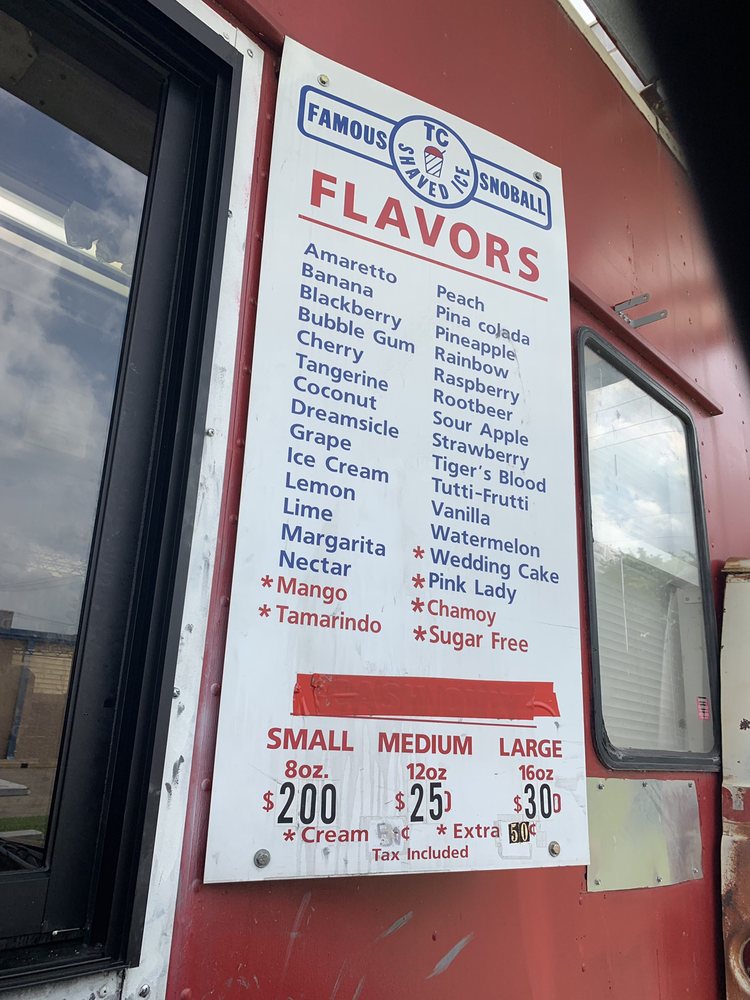 FAMOUS
TC
SHAVED ICE
SNOBALL
FLAVORS
Amaretto
Banana
Blackberry
Bubble Gum
Cherry
Tangerine
Coconut
Dreamsicle
Grape
Ice Cream
Lemon
Lime
Margarita
Nectar
*Mango
*Tamarindo
Peach
Pina colada
Pineapple
Rainbow
Raspberry
Rootbeer
Sour Apple
Strawberry
Tiger's Blood
Tutti-Frutti
Vanilla
Watermelon
*Wedding Cake
*Pink Lady
*Chamoy
*Sugar Free
SMALL MEDIUM LARGE
8oz. 12oz 16oz
$200 $250 $300
*Cream ¢ *Extra 50¢
Tax Included